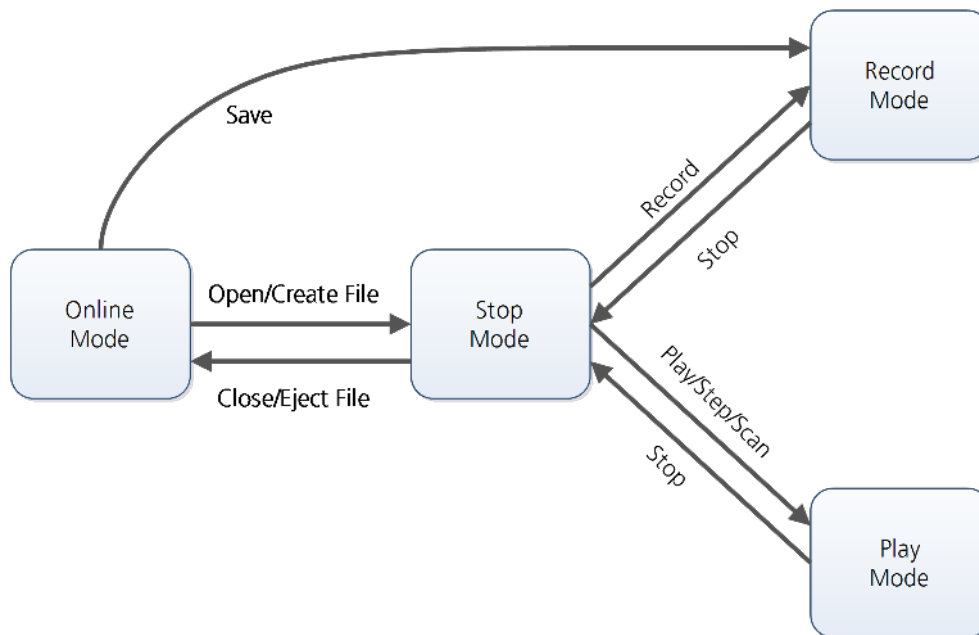 Record
Mode
Save
Record
Stop
Online
Mode
Open/Create File
Close/Eject File
Stop
Mode
Play/Step/Scan
Stop
Play
Mode